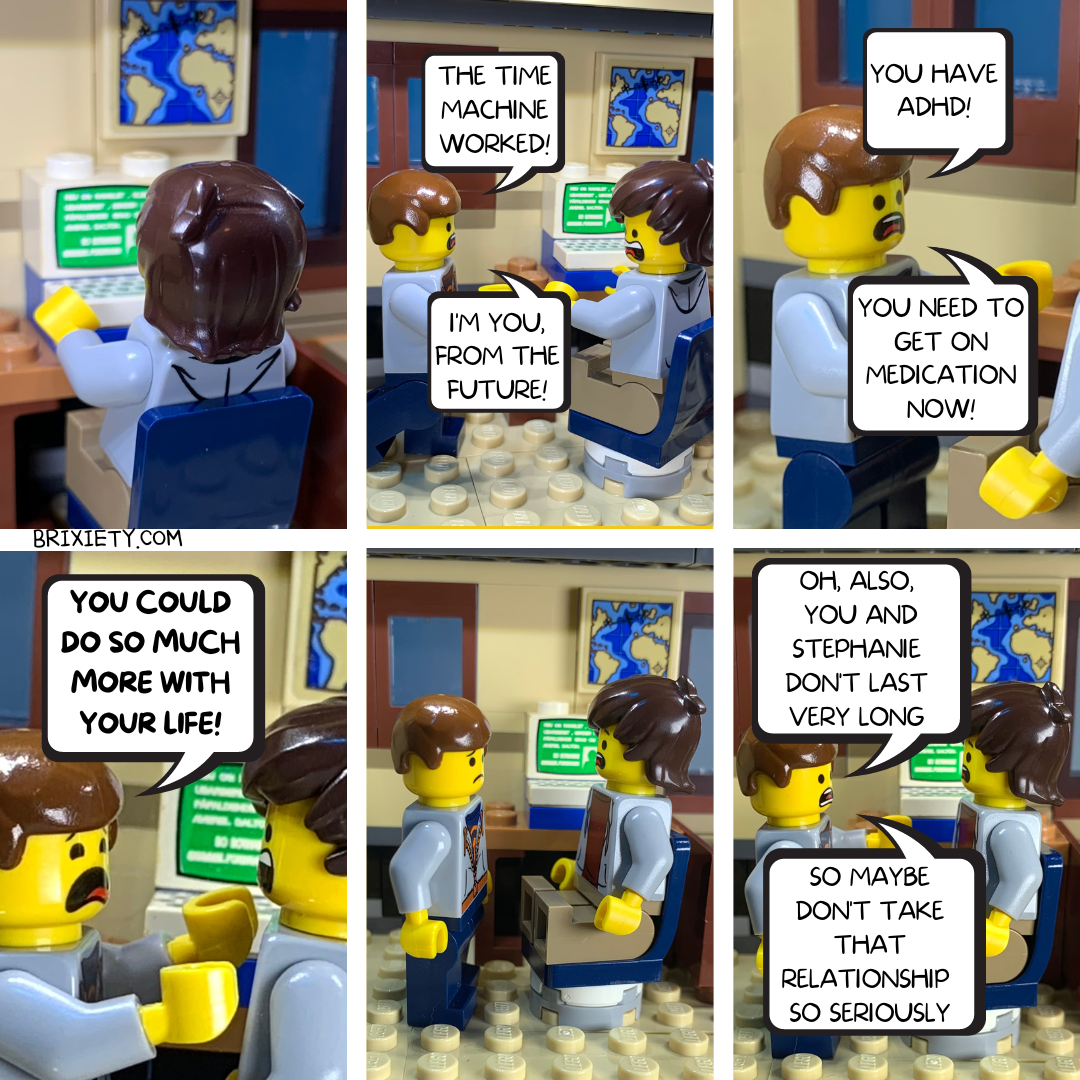 THE TIME
MACHINE
WORKED!
I'M YOU,
FROM THE
FUTURE!
YOU HAVE
ADHD!
YOU NEED TO
GET ON
MEDICATION
NOW!
BRIXIETY.COM
YOU COULD
DO SO MUCH
MORE WITH
YOUR LIFE!
OH, ALSO,
YOU AND
STEPHANIE
DON'T LAST
VERY LONG
SO MAYBE
DON'T TAKE
THAT
RELATIONSHIP
SO SERIOUSLY